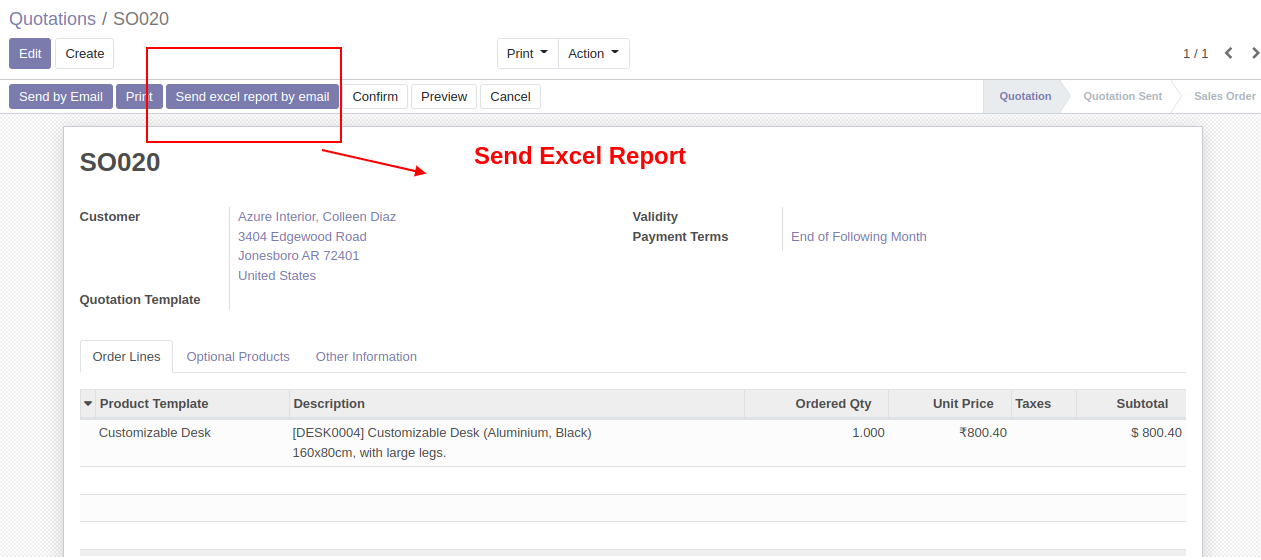 Quotations / SO020
Edit Create Print Action 1 / 1
Send by Email Print Send excel report by email Confirm Preview Cancel Quotation Quotation Sent Sales Order
Send Excel Report
SO020
Customer Azure Interior, Colleen Diaz Validity
3404 Edgewood Road Payment Terms End of Following Month
Jonesboro AR 72401
United States
Quotation Template
Order Lines Optional Products Other Information
Product Template Description Ordered Qty Unit Price Taxes Subtotal
Customizable Desk [DESK0004] Customizable Desk (Aluminium, Black) 1.000 ₹800.40 $ 800.40
160x80cm, with large legs.